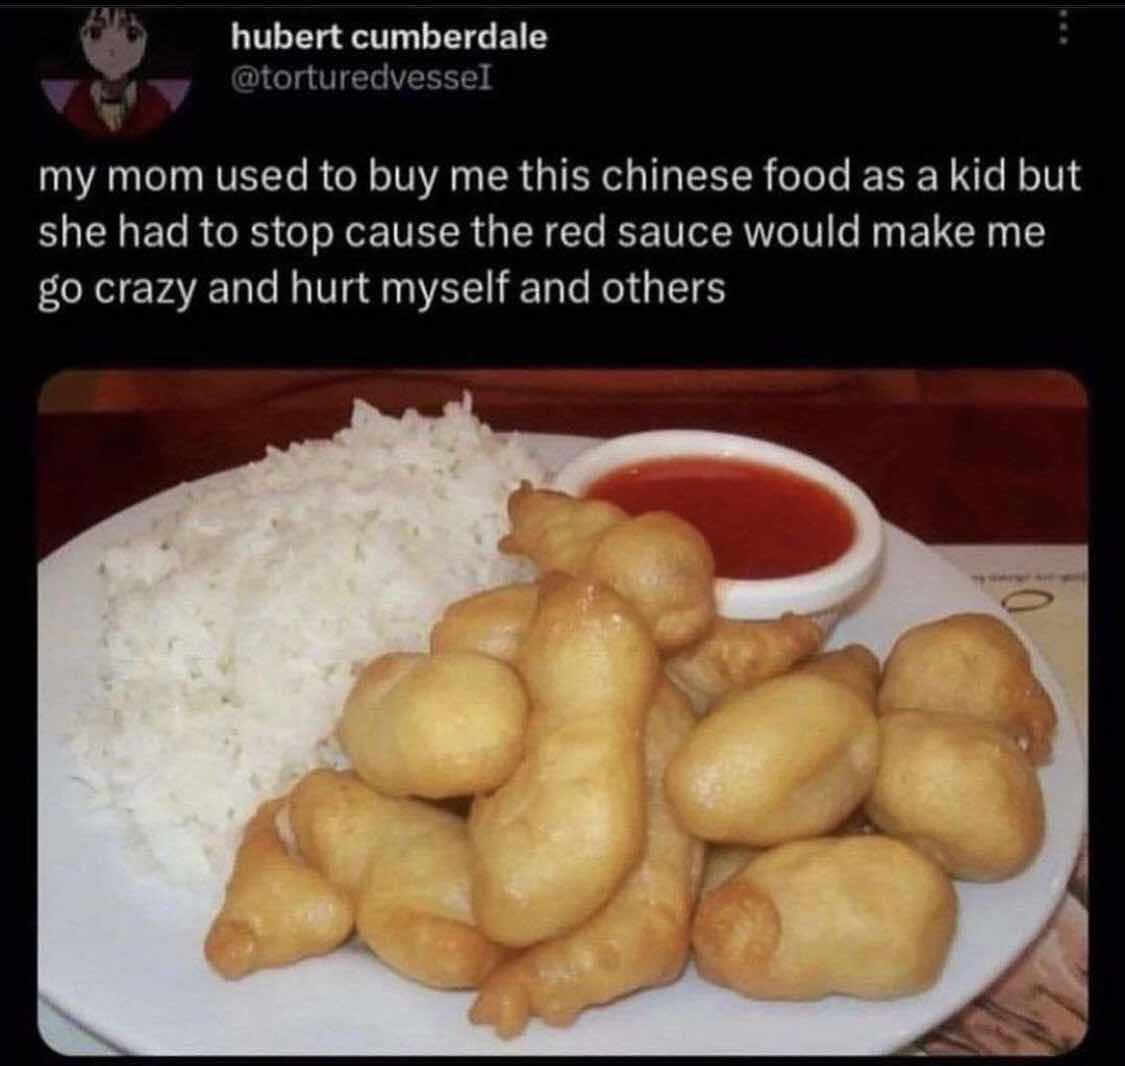 hubert cumberdale
@torturedvesseI
my mom used to buy me this chinese food as a kid but
she had to stop cause the red sauce would make me
go crazy and hurt myself and others